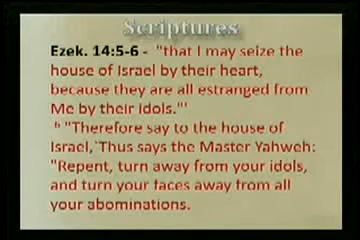 Scriptures
Ezek. 14:5-6 - "that I may seize the
house of Israel by their heart,
because they are all estranged from
Me by their idols."'
6 "Therefore say to the house of
Israel,`Thus says the Master Yahweh:
"Repent, turn away from your idols,
and turn your faces away from all
your abominations.